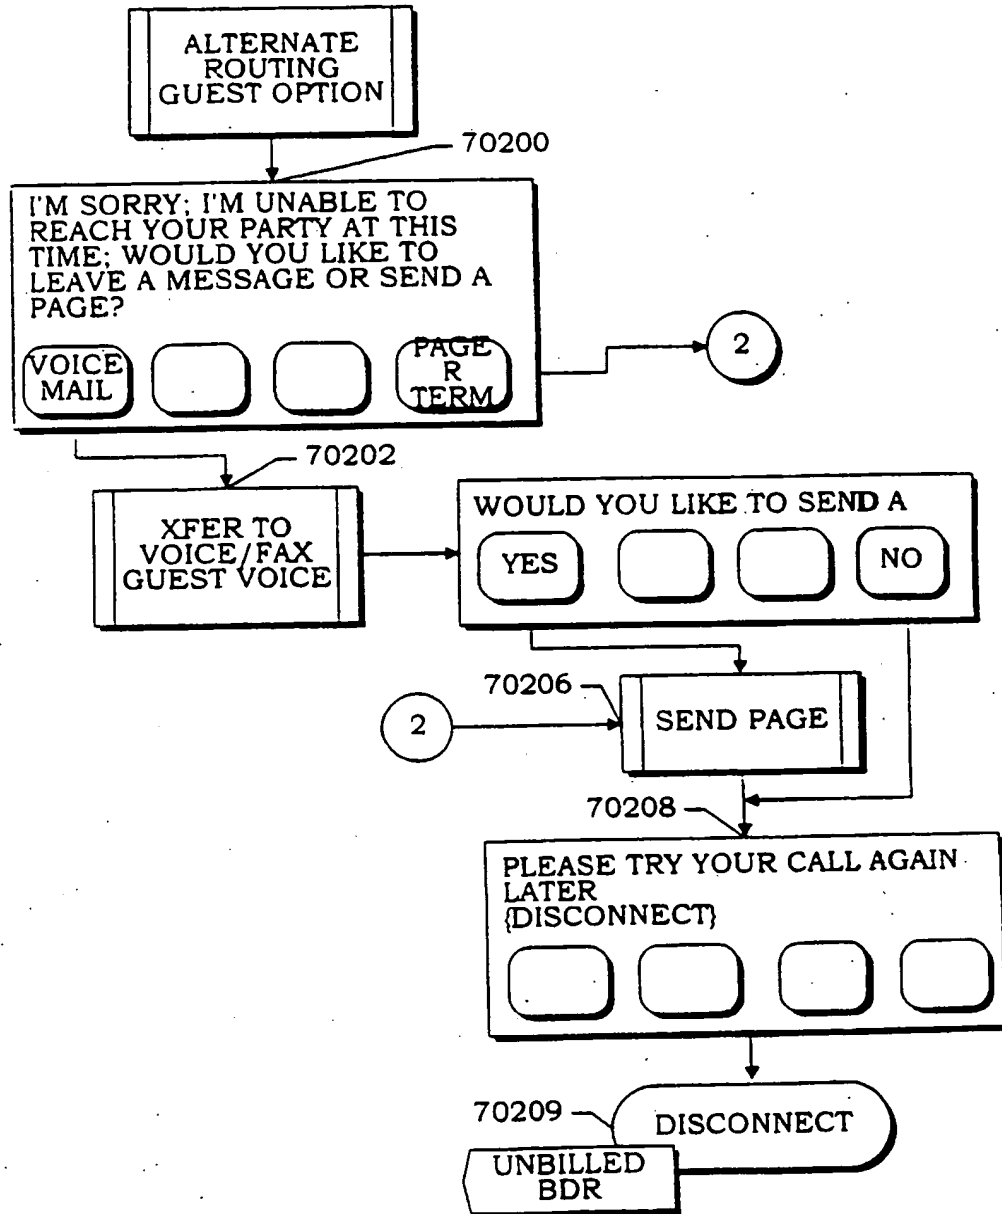 ALTERNATE
ROUTING
GUEST OPTION
70200
I'M SORRY; I'M UNABLE TO
REACH YOUR PARTY AT THIS
TIME; WOULD YOU LIKE TO
LEAVE A MESSAGE OR SEND A
PAGE?
VOICE
MAIL
PAGE
R
TERM
2
70202
XFER TO
VOICE/FAX
GUEST VOICE
WOULD YOU LIKE TO SEND A
YES
NO
70206
2
SEND PAGE
70208
PLEASE TRY YOUR CALL AGAIN
LATER
{DISCONNECT}
70209
DISCONNECT
UNBILLED
BDR